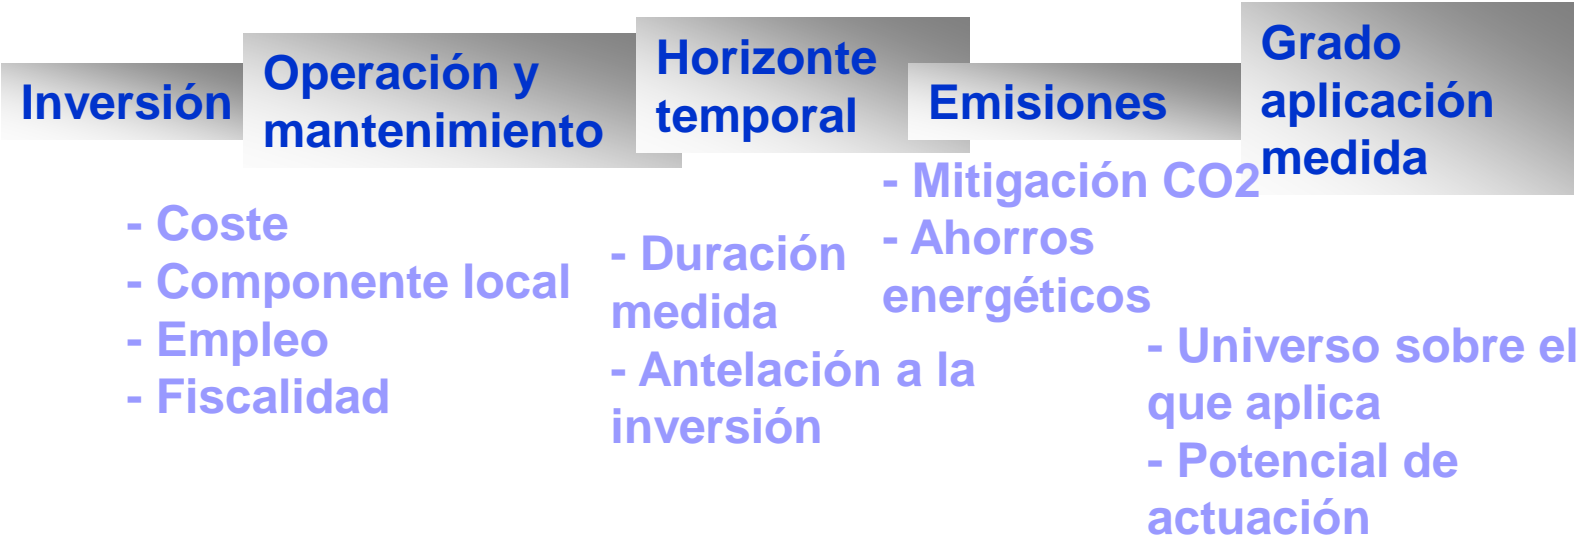 Inversión
Operación y
mantenimiento
Horizonte
temporal
Emisiones
Grado
aplicación
medida
- Coste
- Componente local
- Empleo
- Fiscalidad
- Duración
medida
- Antelación a la
inversión
- Mitigación CO2
- Ahorros
energéticos
- Universo sobre el
que aplica
- Potencial de
actuación